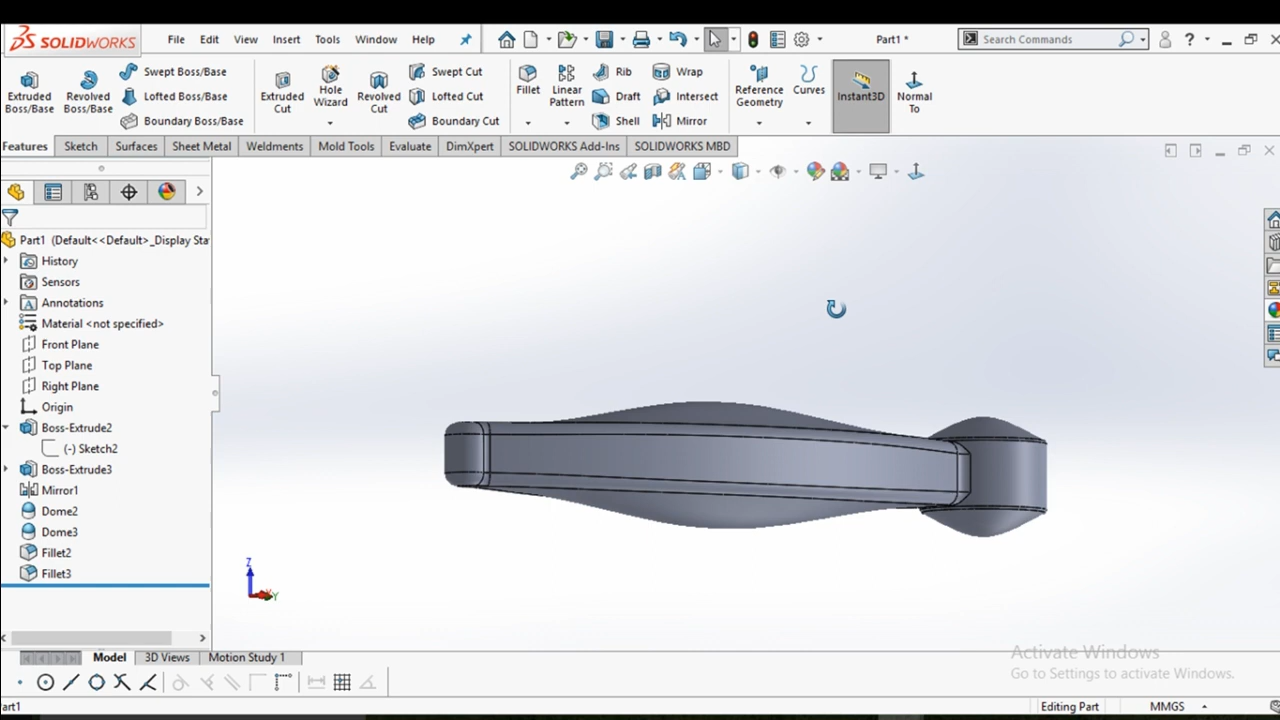 SOLIDWORKS File Edit View Insert Tools Window Help Part1 * Search Commands ?
Extruded Boss/Base
Revolved Boss/Base
Swept Boss/Base
Lofted Boss/Base
Boundary Boss/Base
Extruded Cut
Hole Wizard
Revolved Cut
Swept Cut
Lofted Cut
Boundary Cut
Fillet
Linear Pattern
Rib
Draft
Shell
Wrap
Intersect
Mirror
Reference Geometry
Curves
Instant3D
Normal To
Features Sketch Surfaces Sheet Metal Weldments Mold Tools Evaluate DimXpert SOLIDWORKS Add-Ins SOLIDWORKS MBD
Part1 (Default<<Default>_Display Sta
History
Sensors
Annotations
Material <not specified>
Front Plane
Top Plane
Right Plane
Origin
Boss-Extrude2
(-) Sketch2
Boss-Extrude3
Mirror1
Dome2
Dome3
Fillet2
Fillet3
Z
Y
Model 3D Views Motion Study 1
Activate Windows
Go to Settings to activate Windows.
art1 Editing Part MMGS